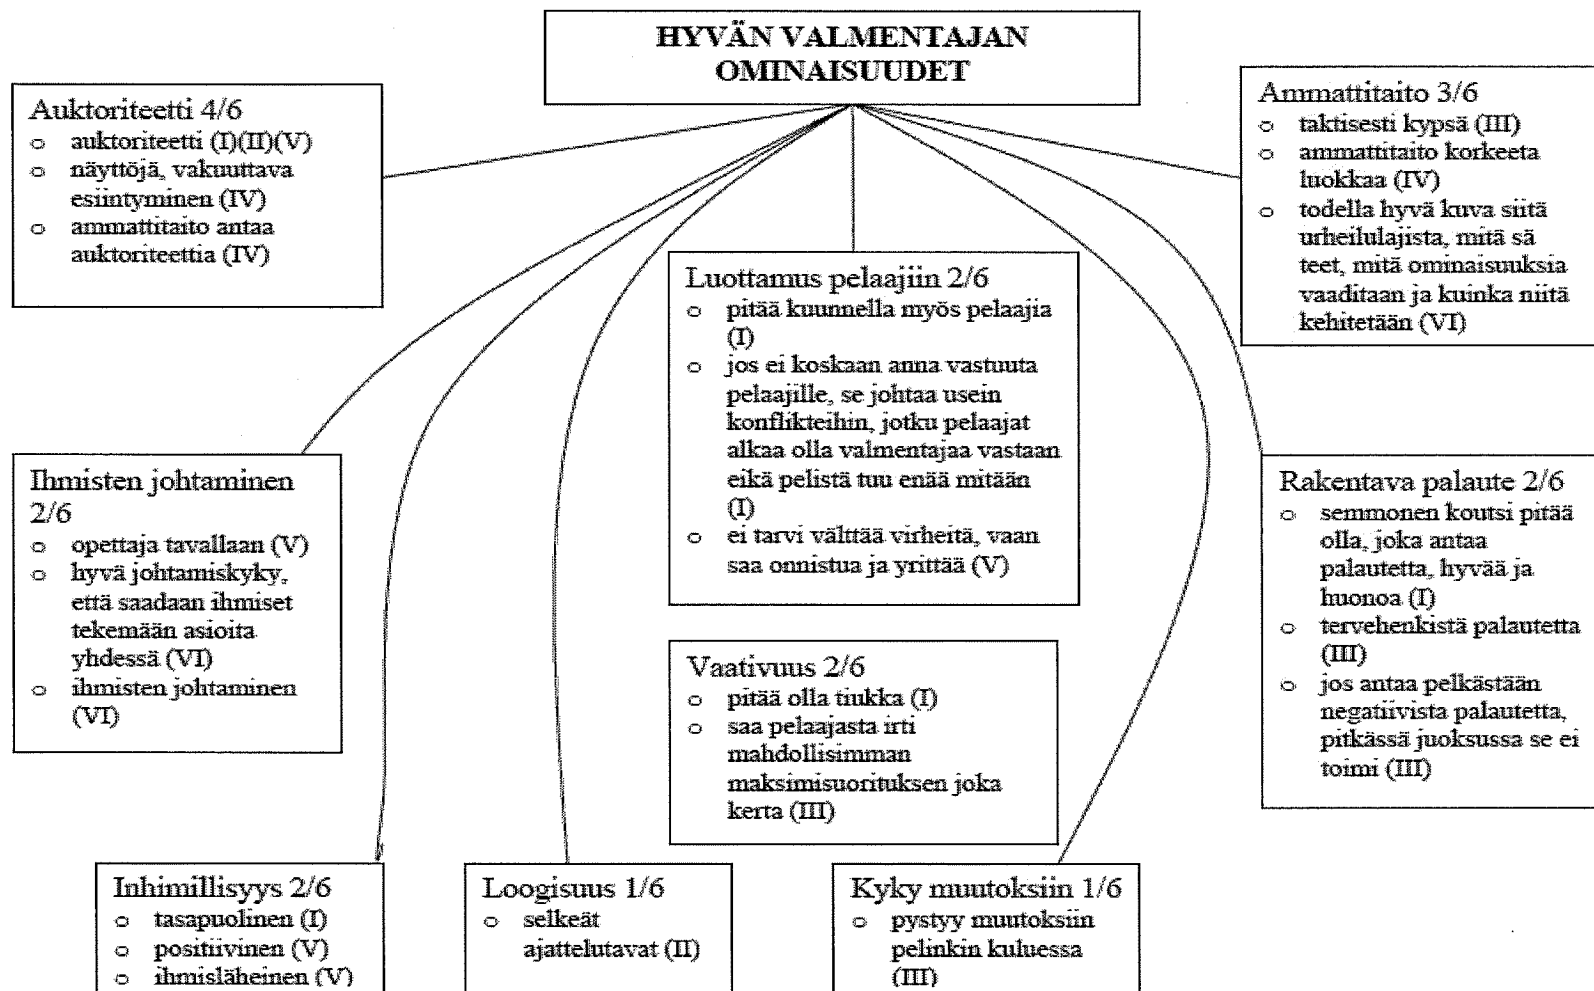 HYVÄN VALMENTAJAN
OMINAISUUDET
Auktoriteetti 4/6
o auktoriteetti (I)(II)(V)
o näyttöjä, vakuuttava
esiintyminen (IV)
o ammattitaito antaa
auktoriteettia (IV)
Ammattitaito 3/6
o taktisesti kypsä (III)
o ammattitaito korkeeta
luokkaa (IV)
o todella hyvä kuva siitä
urheilulajista, mitä sä
teet, mitä ominaisuuksia
vaaditaan ja kuinka niitä
kehitetään (VI)
Luottamus pelaajiin 2/6
o pitää kuunnella myös pelaajia
(I)
o jos ei koskaan anna vastuuta
pelaajille, se johtaa usein
konflikteihin, jotku pelaajat
alkaa olla valmentajaa vastaan
eikä pelistä tuu enää mitään
(I)
o ei tarvi välttää virheitä, vaan
saa onnistua ja yrittää (V)
Ihmisten johtaminen
2/6
o opettaja tavallaan (V)
o hyvä johtamiskyky,
että saadaan ihmiset
tekemään asioita
yhdessä (VI)
o ihmisten johtaminen
(VI)
Rakentava palaute 2/6
o semmonen koutsi pitää
olla, joka antaa
palautetta, hyvää ja
huonoa (I)
o tervehenkistä palautetta
(III)
o jos antaa pelkästään
negatiivista palautetta,
pitkässä juoksussa se ei
toimi (III)
Vaativuus 2/6
o pitää olla tiukka (I)
o saa pelaajasta irti
mahdollisimman
maksimisuorituksen joka
kerta (III)
Inhimillisyys 2/6
o tasapuolinen (I)
o positiivinen (V)
o ihmisläheinen (V)
Loogisuus 1/6
o selkeät
ajattelutavat (II)
Kyky muutoksiin 1/6
o pystyy muutoksiin
pelinkin kuluessa
(III)